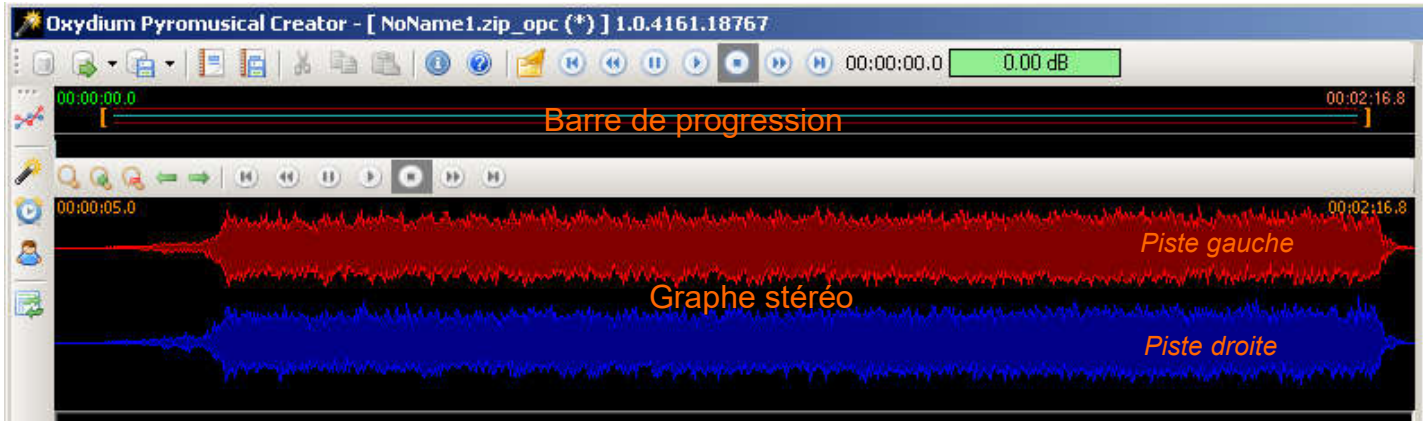 Oxydium Pyromusical Creator - [ NoName1.zip_opc (*) ] 1.0.4161.18767
00:00:00.0 0.00 dB
00:00:00.0 00:02:16.8
Barre de progression
00:00:05.0 00:02:16.8
Piste gauche
Graphe stéréo
Piste droite